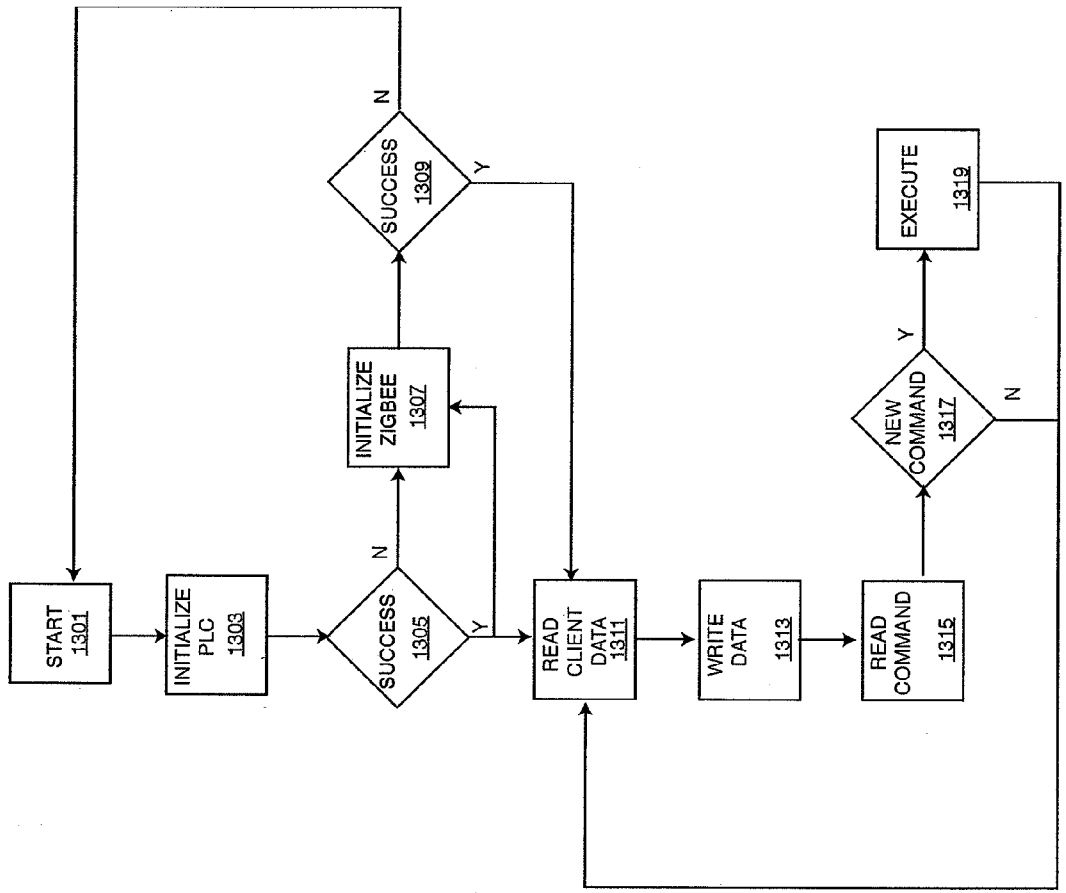 START
1301
INITIALIZE
PLC
1303
SUCCESS
1305
N
Y
INITIALIZE
ZIGBEE
1307
SUCCESS
1309
N
Y
READ
CLIENT
DATA
1311
WRITE
DATA
1313
READ
COMMAND
1315
NEW
COMMAND
1317
Y
N
EXECUTE
1319